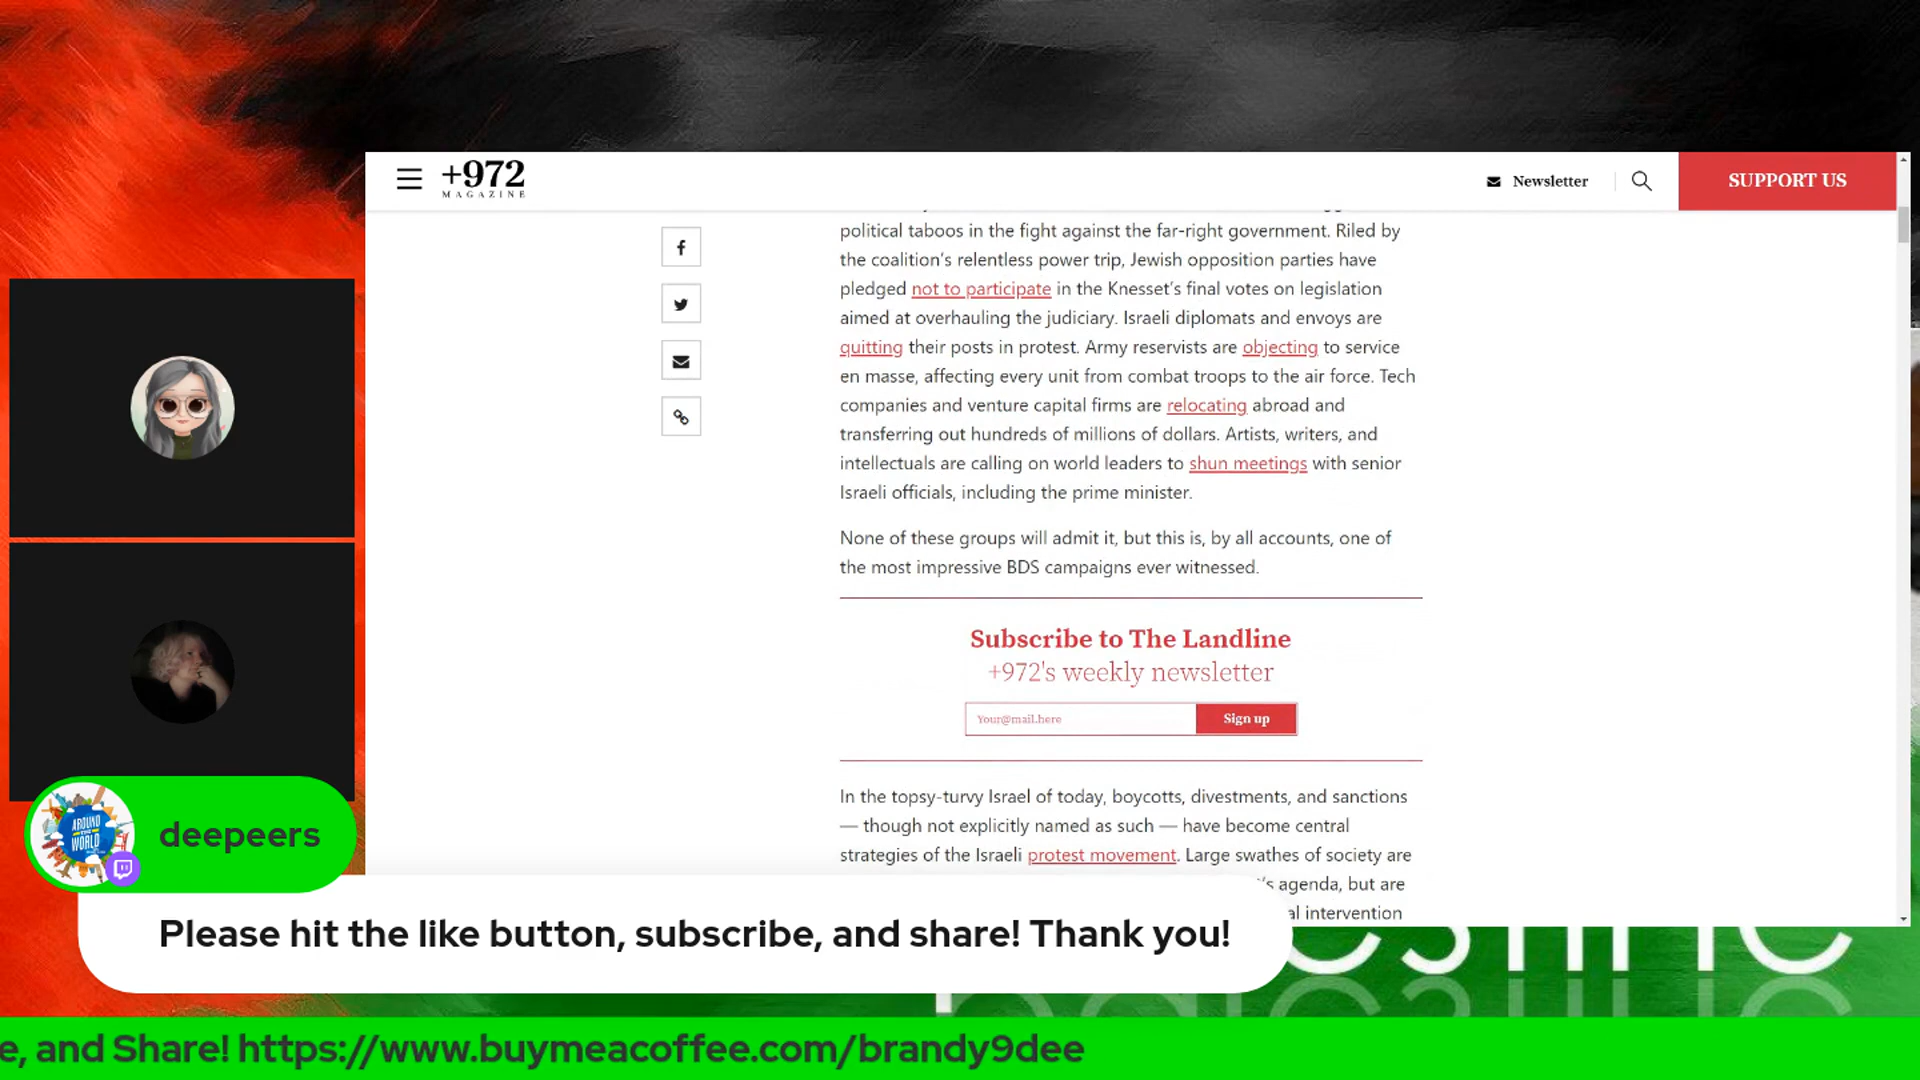 +972
MAGAZINE
Newsletter
SUPPORT US
political taboos in the fight against the far-right government. Riled by
the coalition's relentless power trip, Jewish opposition parties have
pledged not to participate in the Knesset's final votes on legislation
aimed at overhauling the judiciary. Israeli diplomats and envoys are
quitting their posts in protest. Army reservists are objecting to service
en masse, affecting every unit from combat troops to the air force. Tech
companies and venture capital firms are relocating abroad and
transferring out hundreds of millions of dollars. Artists, writers, and
intellectuals are calling on world leaders to shun meetings with senior
Israeli officials, including the prime minister.
None of these groups will admit it, but this is, by all accounts, one of
the most impressive BDS campaigns ever witnessed.
Subscribe to The Landline
+972's weekly newsletter
Your@mail.here
Sign up
In the topsy-turvy Israel of today, boycotts, divestments, and sanctions
— though not explicitly named as such — have become central
strategies of the Israeli protest movement. Large swathes of society are
's agenda, but are
al intervention
AROUND
THE
WORLD
deepeers
Please hit the like button, subscribe, and share! Thank you!
e, and Share! https://www.buymeacoffee.com/brandy9dee